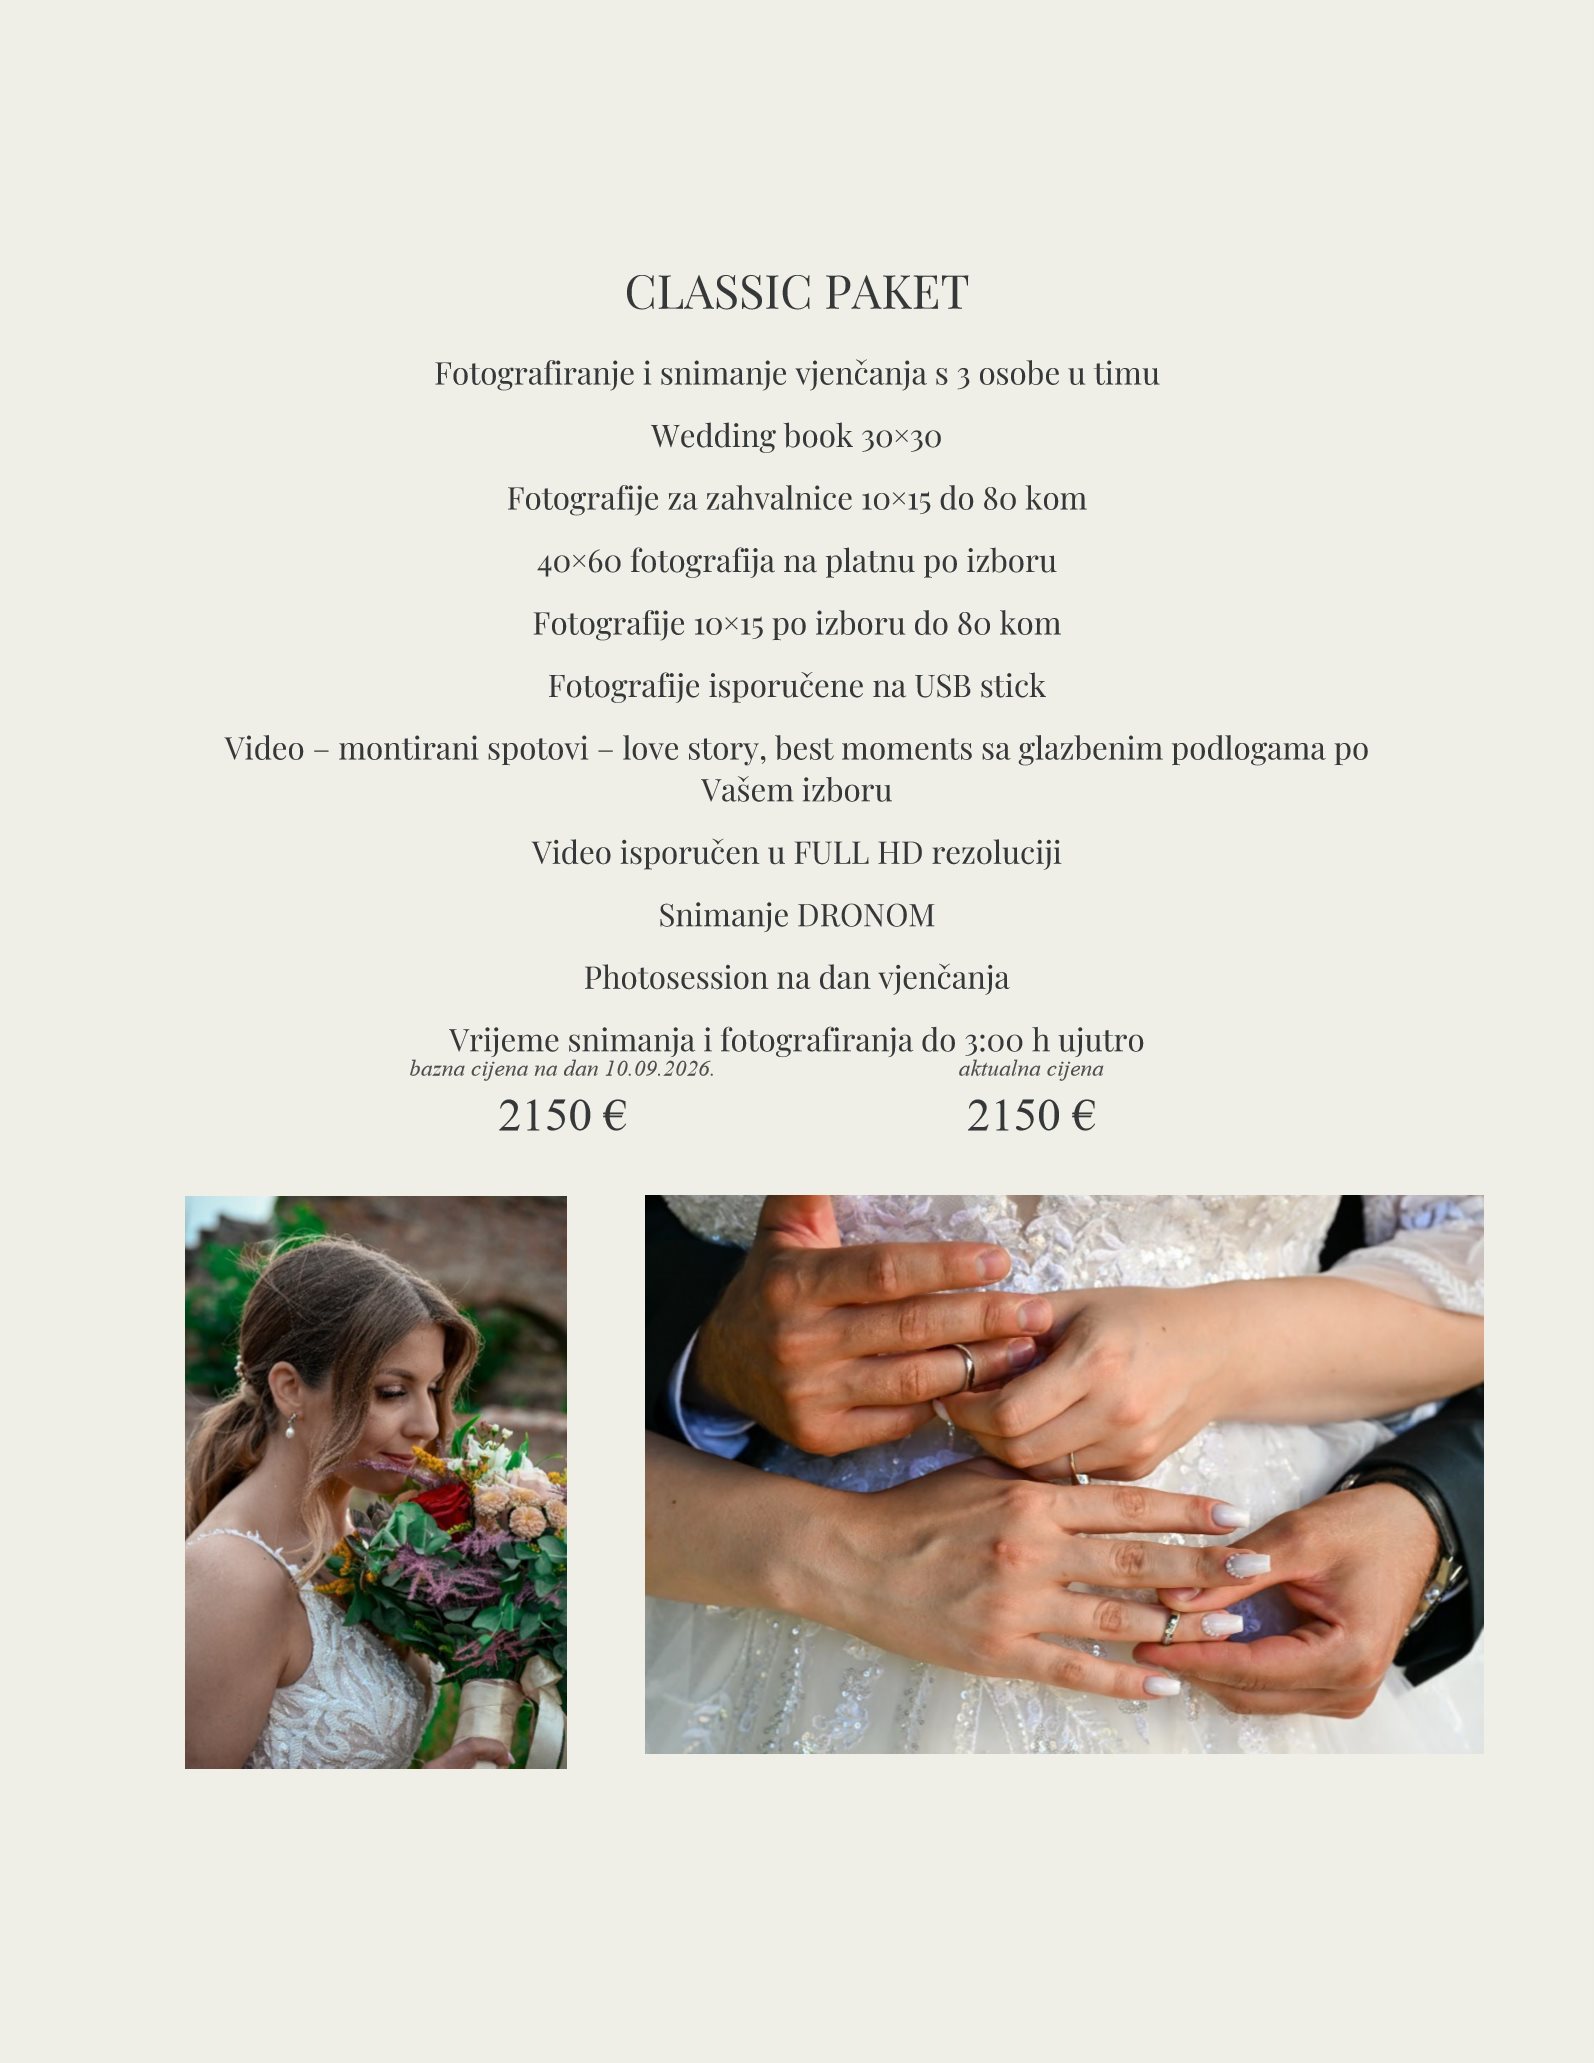 CLASSIC PAKET
Fotografiranje i snimanje vjenčanja s 3 osobe u timu
Wedding book 30×30
Fotografije za zahvalnice 10×15 do 80 kom
40×60 fotografija na platnu po izboru
Fotografije 10×15 po izboru do 80 kom
Fotografije isporučene na USB stick
Video – montirani spotovi – love story, best moments sa glazbenim podlogama po
Vašem izboru
Video isporučen u FULL HD rezoluciji
Snimanje DRONOM
Photosession na dan vjenčanja
Vrijeme snimanja i fotografiranja do 3:00 h ujutro
bazna cijena na dan 10.09.2026.
2150 €
aktualna cijena
2150 €